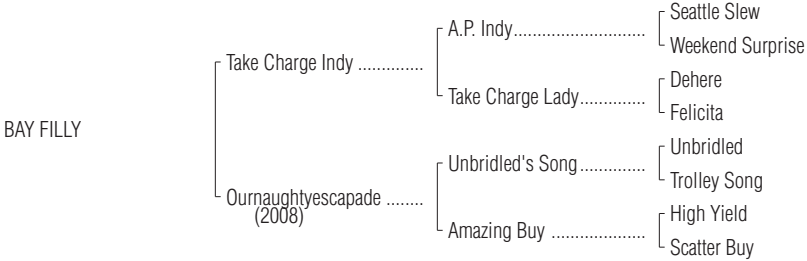 Seattle Slew
A.P. Indy............................
Weekend Surprise
Take Charge Indy ..............
Dehere
Take Charge Lady..............
Felicita
BAY FILLY
Unbridled
Unbridled's Song..............
Trolley Song
Ournaughtyescapade ........
(2008)
High Yield
Amazing Buy ....................
Scatter Buy